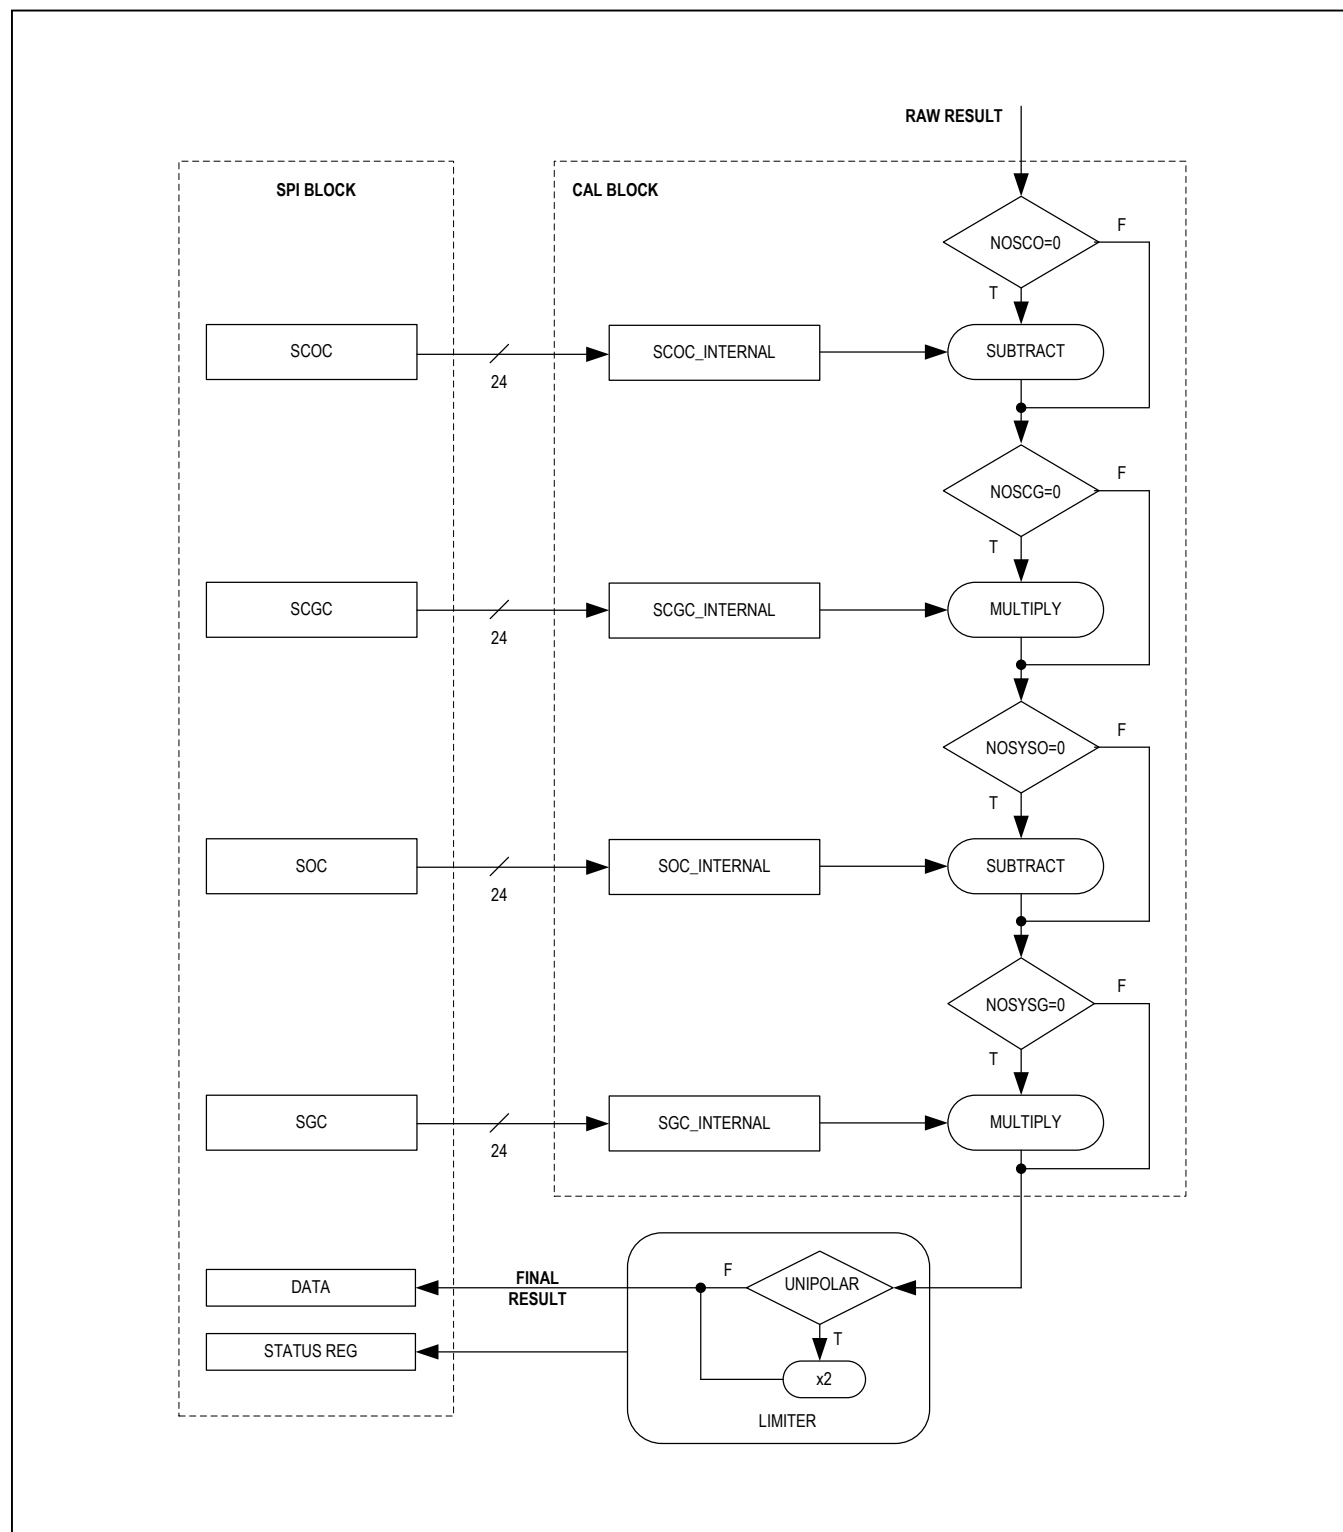 RAW RESULT
SPI BLOCK
CAL BLOCK
F
NOSCO=0
T
SCOC
24
SCOC_INTERNAL
SUBTRACT
F
NOSCG=0
T
SCGC
24
SCGC_INTERNAL
MULTIPLY
F
NOSYSO=0
T
SOC
24
SOC_INTERNAL
SUBTRACT
F
NOSYSG=0
T
SGC
24
SGC_INTERNAL
MULTIPLY
DATA
FINAL
RESULT
F
UNIPOLAR
T
STATUS REG
x2
LIMITER